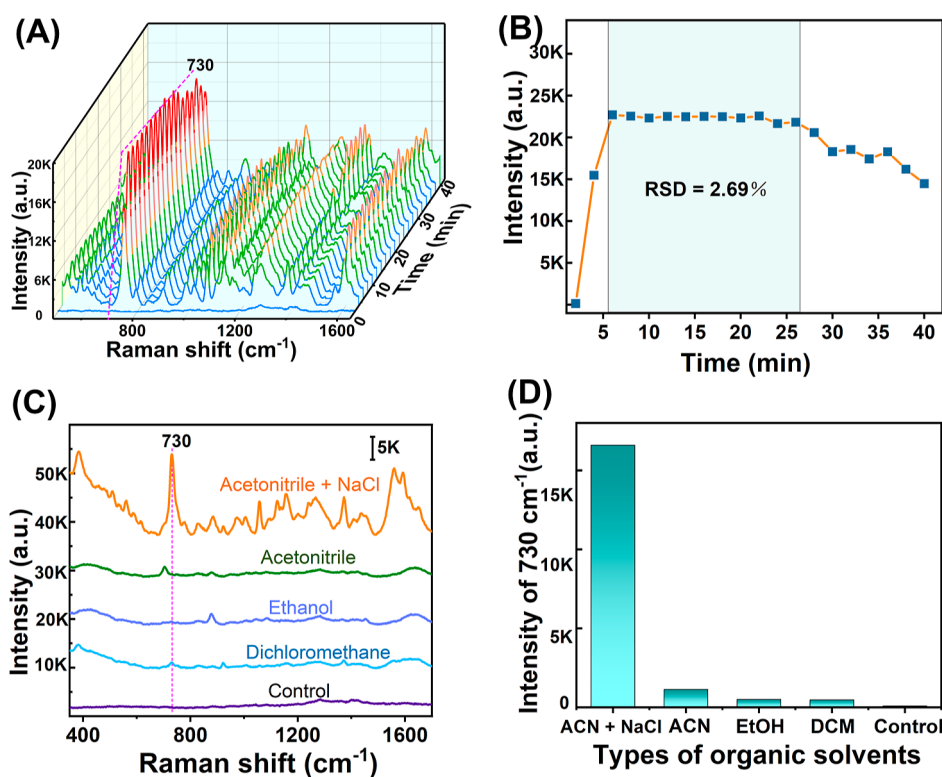 (A)
730
20K
16K
12K
6K
0
Intensity (a.u.)
800
1200
1600
Raman shift (cm⁻¹)
0
10
20
30
40
Time (min)
(B)
30K
25K
20K
15K
10K
5K
Intensity (a.u.)
RSD = 2.69%
5
10
15
20
25
30
35
40
Time (min)
(C)
730
5K
50K
40K
30K
20K
10K
Intensity (a.u.)
Acetonitrile + NaCl
Acetonitrile
Ethanol
Dichloromethane
Control
400
800
1200
1600
Raman shift (cm⁻¹)
(D)
15K
10K
5K
0
Intensity of 730 cm⁻¹(a.u.)
ACN + NaCl
ACN
EtOH
DCM
Control
Types of organic solvents